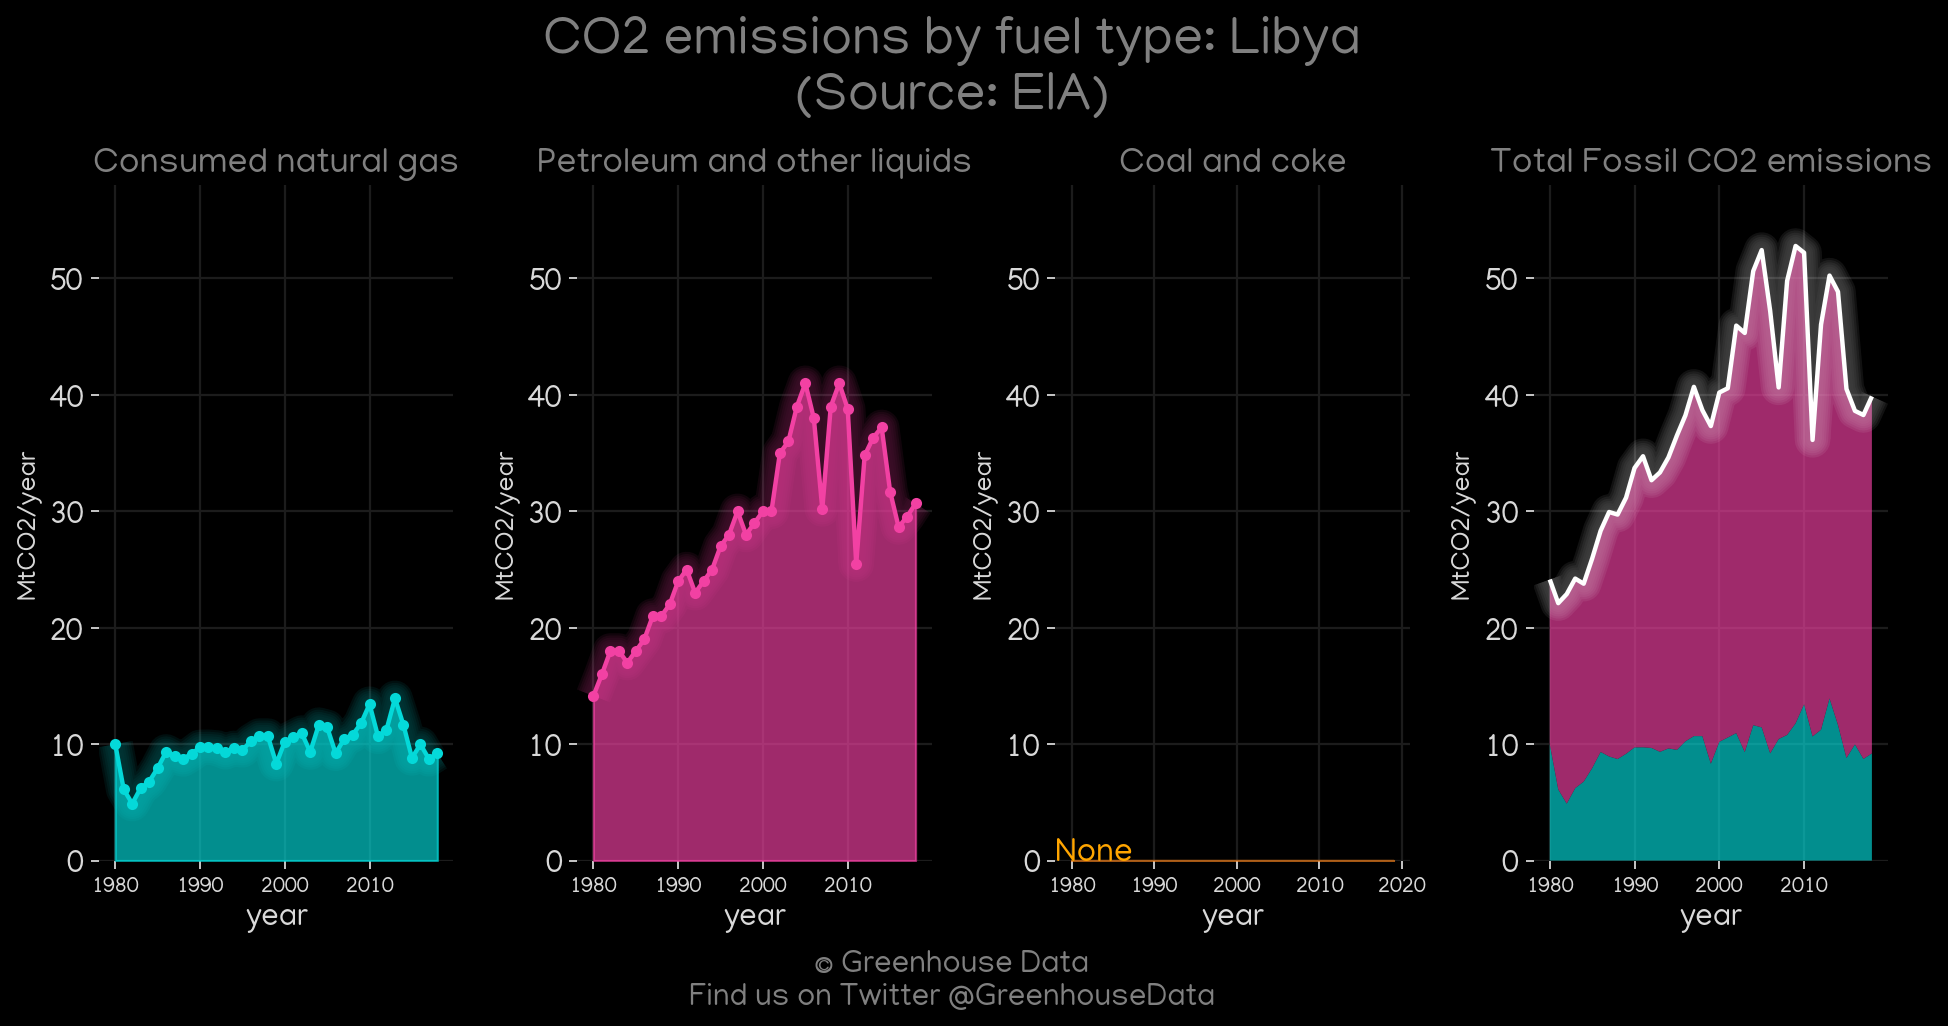 CO2 emissions by fuel type: Libya
(Source: EIA)
Consumed natural gas
Petroleum and other liquids
Coal and coke
Total Fossil CO2 emissions
MtCO2/year
50
40
30
20
10
0
1980 1990 2000 2010
year
MtCO2/year
50
40
30
20
10
0
1980 1990 2000 2010
year
MtCO2/year
50
40
30
20
10
0
None
1980 1990 2000 2010 2020
year
MtCO2/year
50
40
30
20
10
0
1980 1990 2000 2010
year
© Greenhouse Data
Find us on Twitter @GreenhouseData